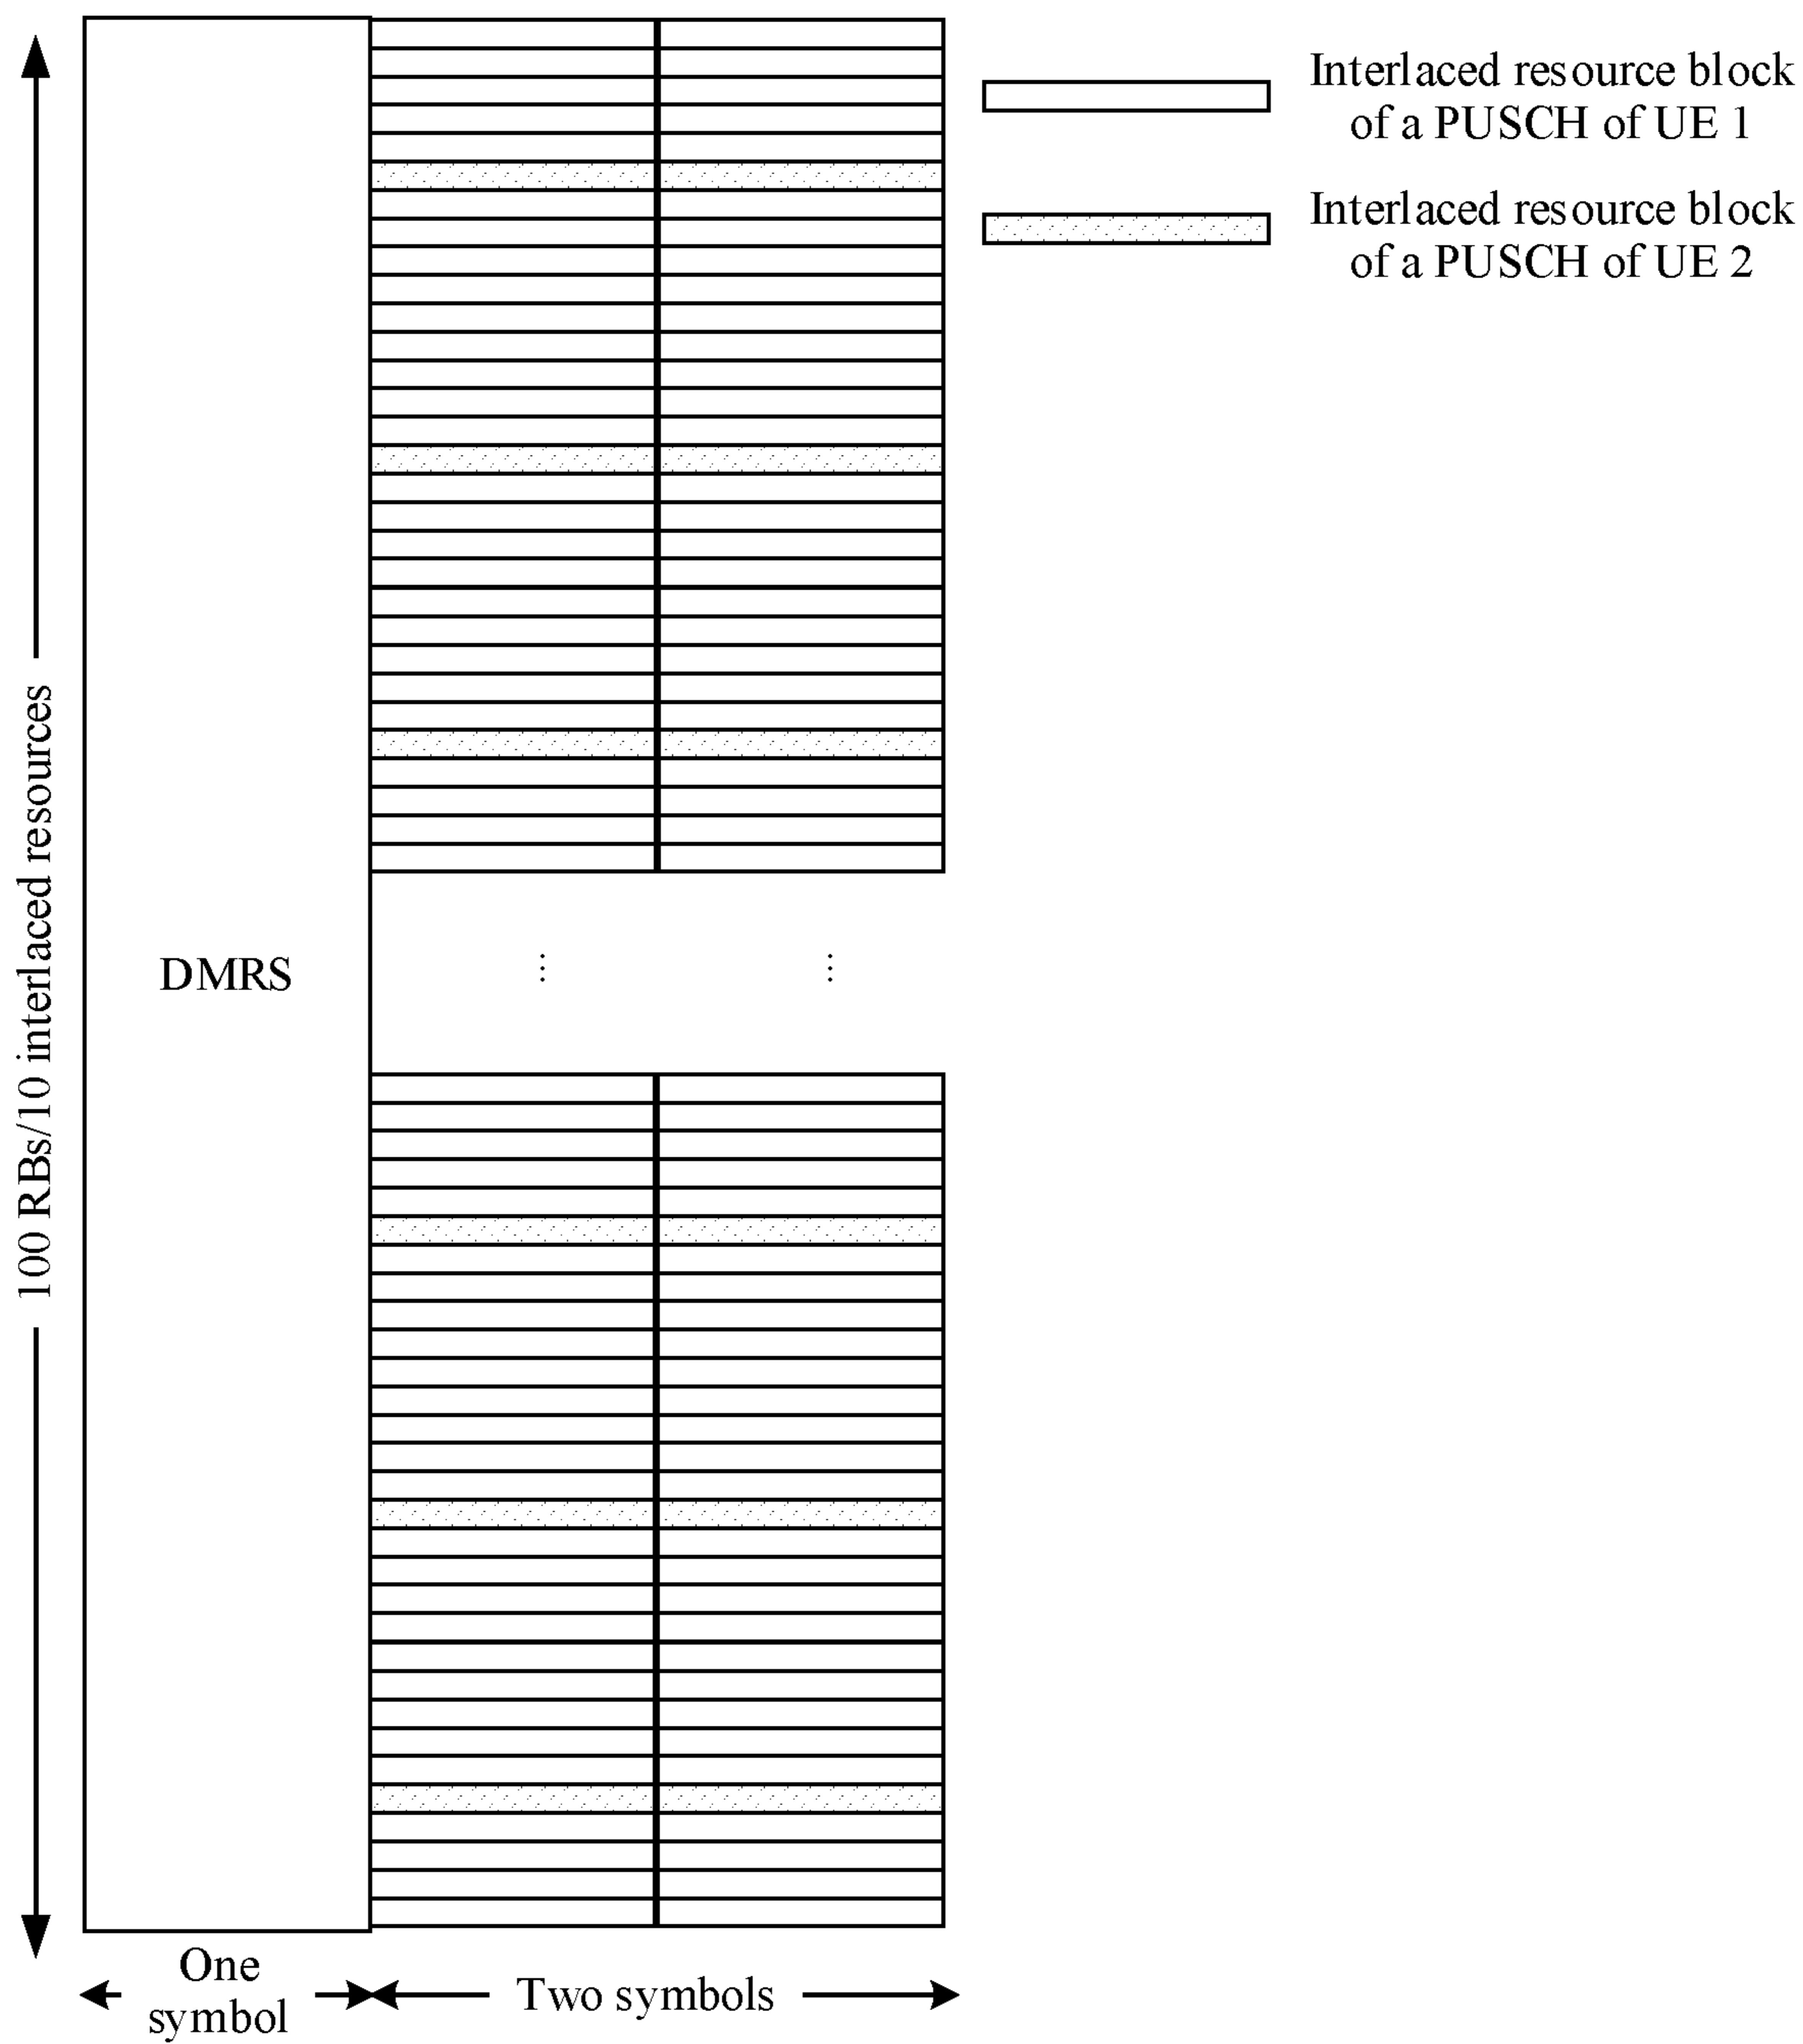 Interlaced resource block
of a PUSCH of UE 1
Interlaced resource block
of a PUSCH of UE 2
100 RBs/10 interlaced resources
DMRS
⋮ ⋮
One
symbol
Two symbols